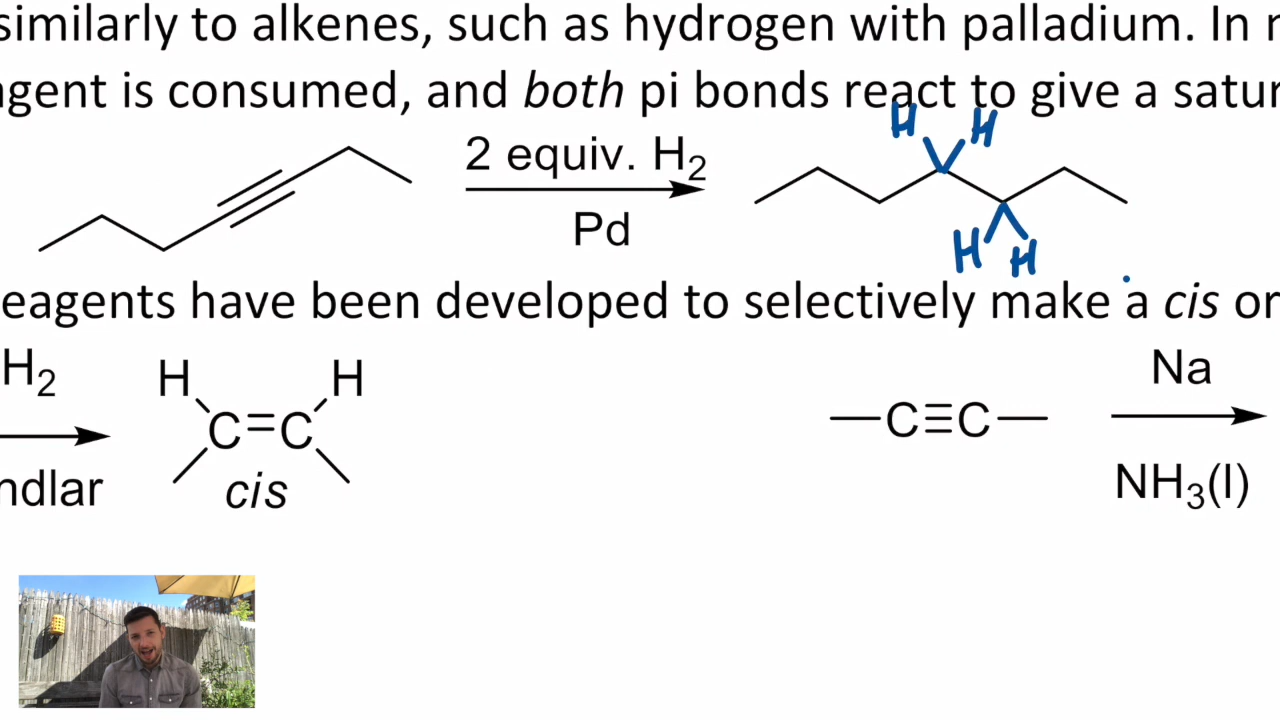 similarly to alkenes, such as hydrogen with palladium. In
agent is consumed, and both pi bonds react to give a satur
H H
2 equiv. H₂
Pd
H H
eagents have been developed to selectively make a cis or
H₂
H H
C=C
ndlar
cis
C≡C
Na
NH₃(l)